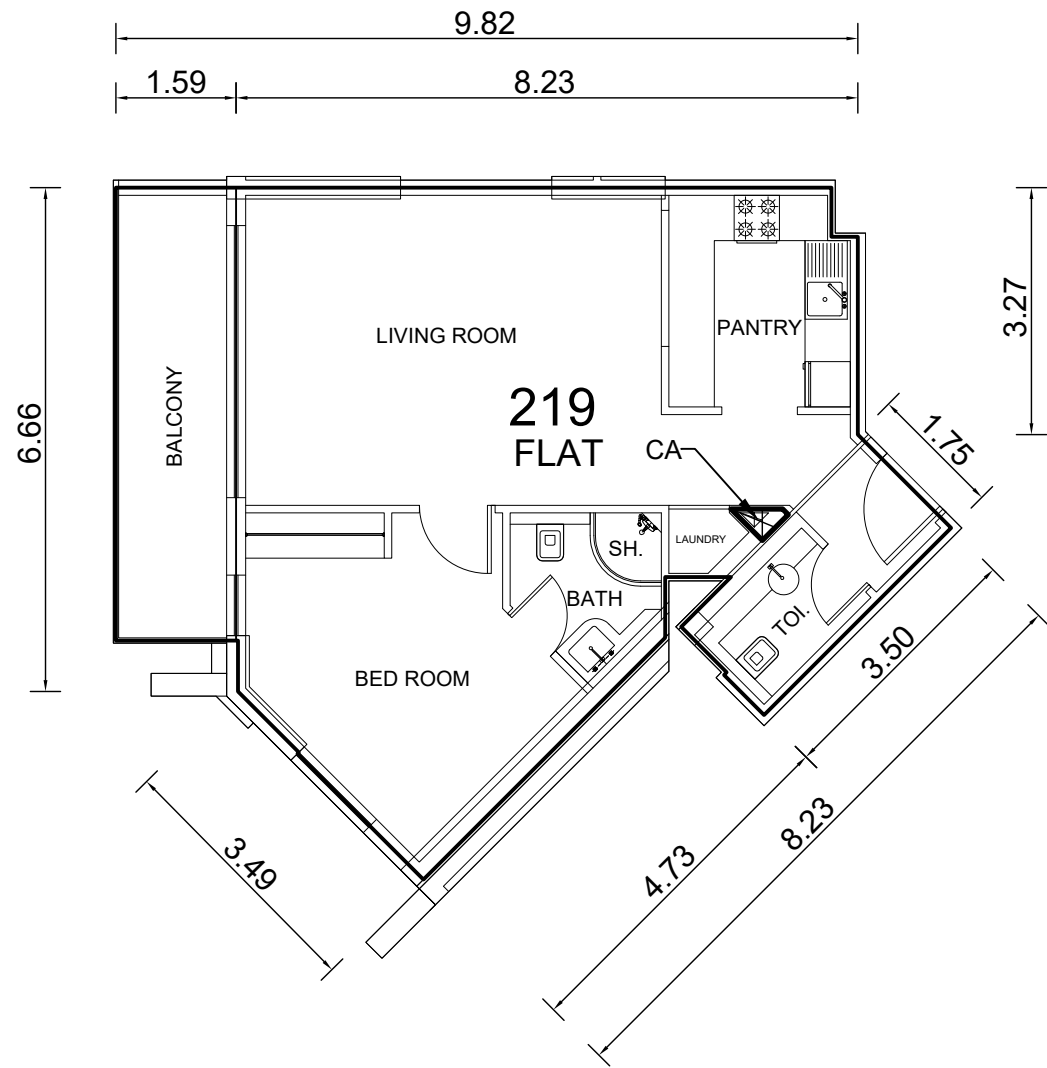 9.82
1.59
8.23
LIVING ROOM
PANTRY
3.27
BALCONY
6.66
219
FLAT
CA
1.75
LAUNDRY
SH.
BATH
TOI.
BED ROOM
3.50
3.49
4.73
8.23